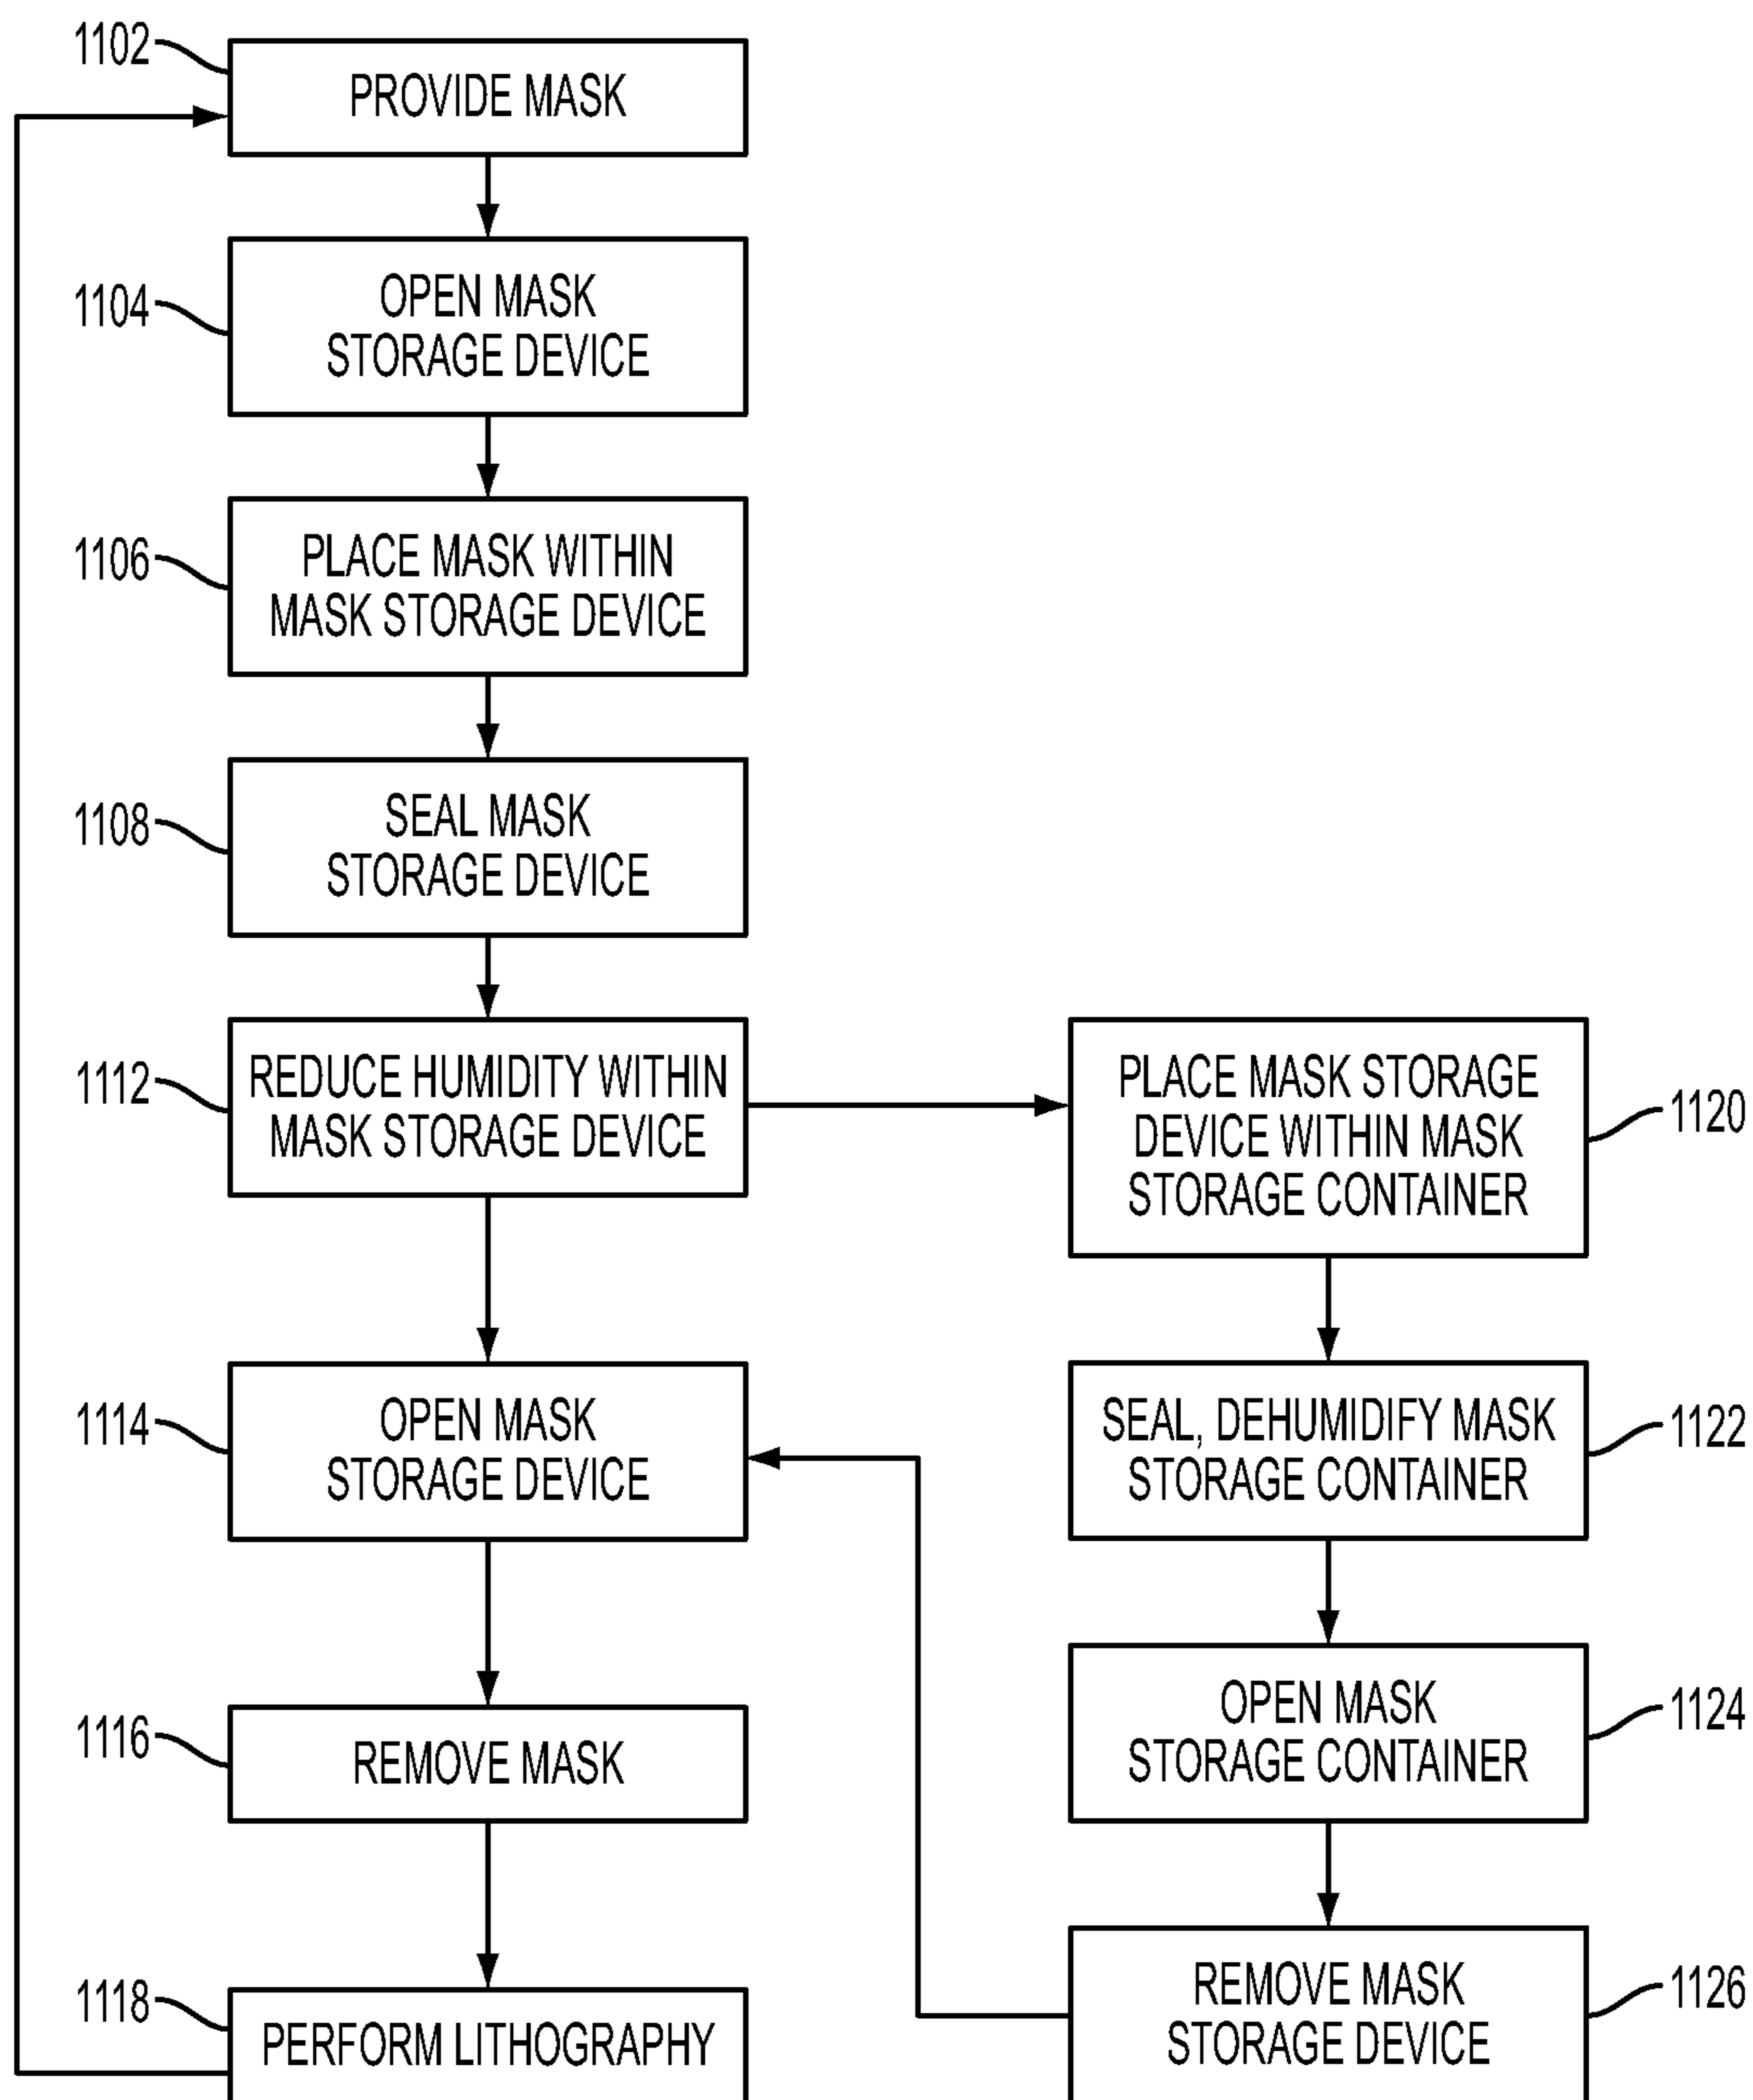 1102
PROVIDE MASK
1104
OPEN MASK
STORAGE DEVICE
1106
PLACE MASK WITHIN
MASK STORAGE DEVICE
1108
SEAL MASK
STORAGE DEVICE
1112
REDUCE HUMIDITY WITHIN
MASK STORAGE DEVICE
1114
OPEN MASK
STORAGE DEVICE
1116
REMOVE MASK
1118
PERFORM LITHOGRAPHY
PLACE MASK STORAGE
DEVICE WITHIN MASK
STORAGE CONTAINER
1120
SEAL, DEHUMIDIFY MASK
STORAGE CONTAINER
1122
OPEN MASK
STORAGE CONTAINER
1124
REMOVE MASK
STORAGE DEVICE
1126